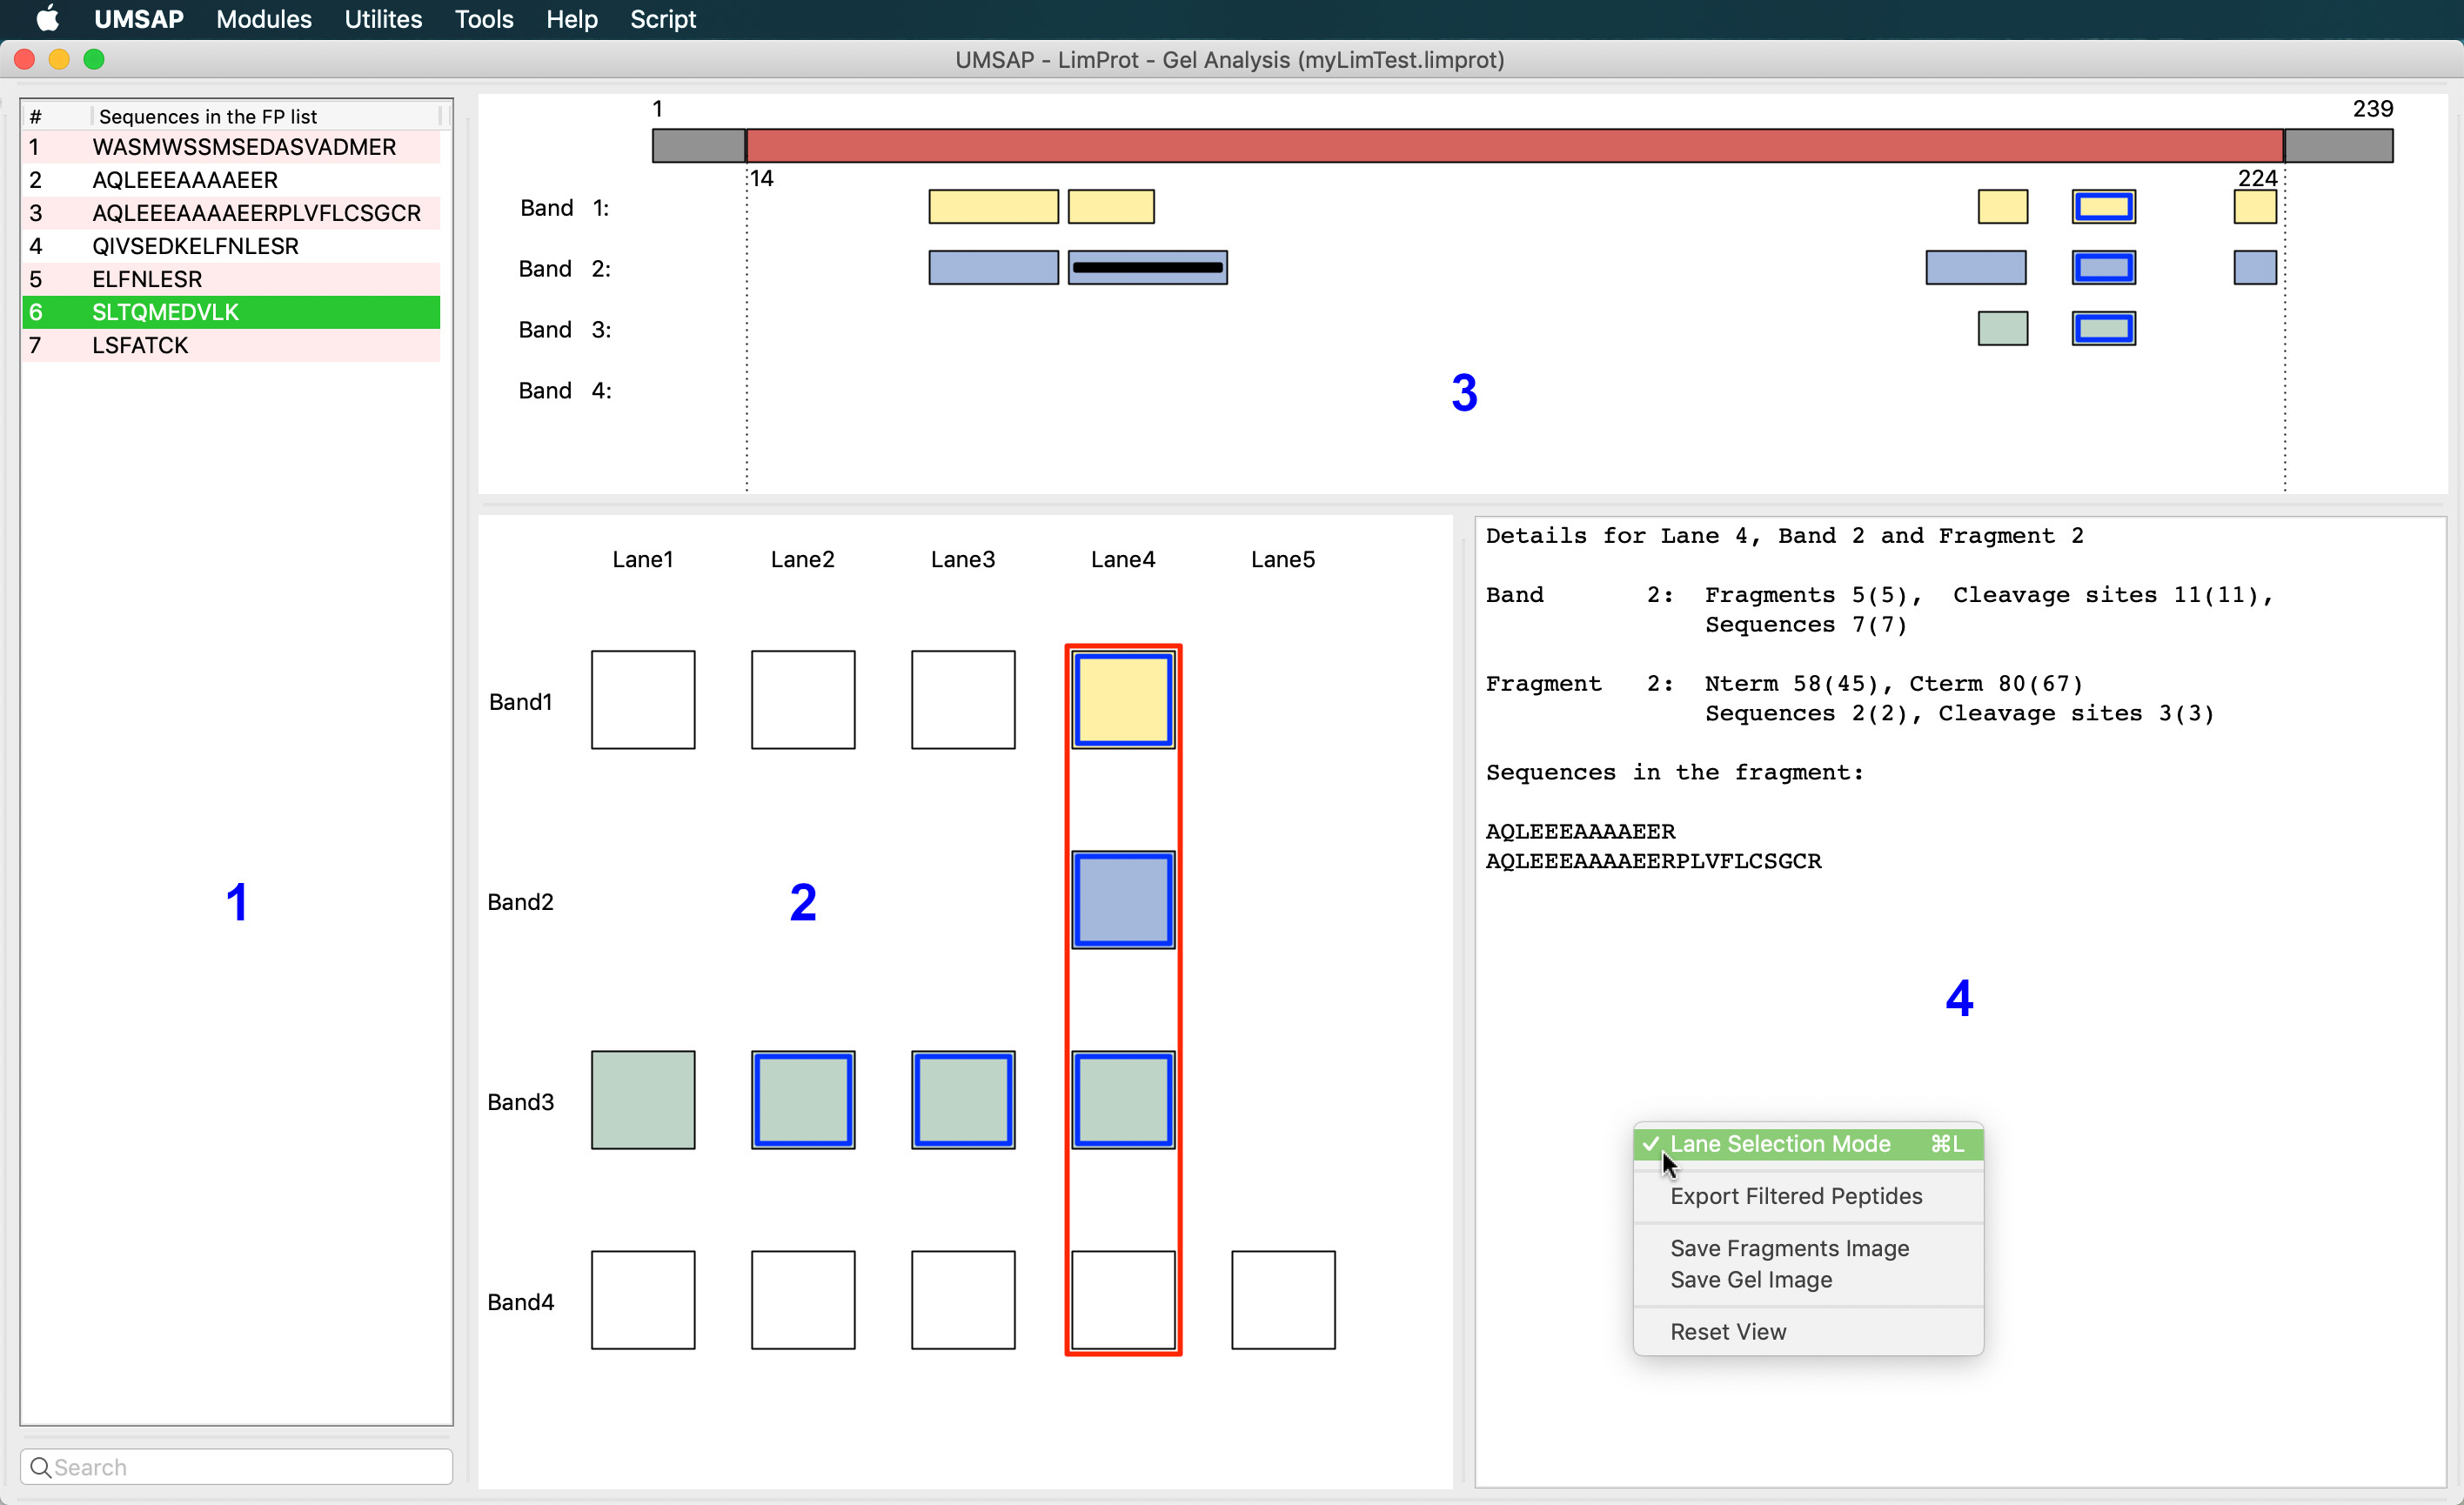 UMSAP Modules Utilites Tools Help Script
UMSAP - LimProt - Gel Analysis (myLimTest.limprot)
# Sequences in the FP list
1 WASMWSSMSEDASVADMER
2 AQLEEEAAAAEER
3 AQLEEEAAAAEERPLVFLCSGCR
4 QIVSEDKELFNLESR
5 ELFNLESR
6 SLTQMEDVLK
7 LSFATCK
1
Search
1 239
14 224
Band 1:
Band 2:
Band 3:
Band 4:
3
Lane1 Lane2 Lane3 Lane4 Lane5
Band1
Band2
2
Band3
Band4
Details for Lane 4, Band 2 and Fragment 2
Band 2: Fragments 5(5), Cleavage sites 11(11),
Sequences 7(7)
Fragment 2: Nterm 58(45), Cterm 80(67)
Sequences 2(2), Cleavage sites 3(3)
Sequences in the fragment:
AQLEEEAAAAEER
AQLEEEAAAAEERPLVFLCSGCR
4
✓ Lane Selection Mode ⌘L
Export Filtered Peptides
Save Fragments Image
Save Gel Image
Reset View